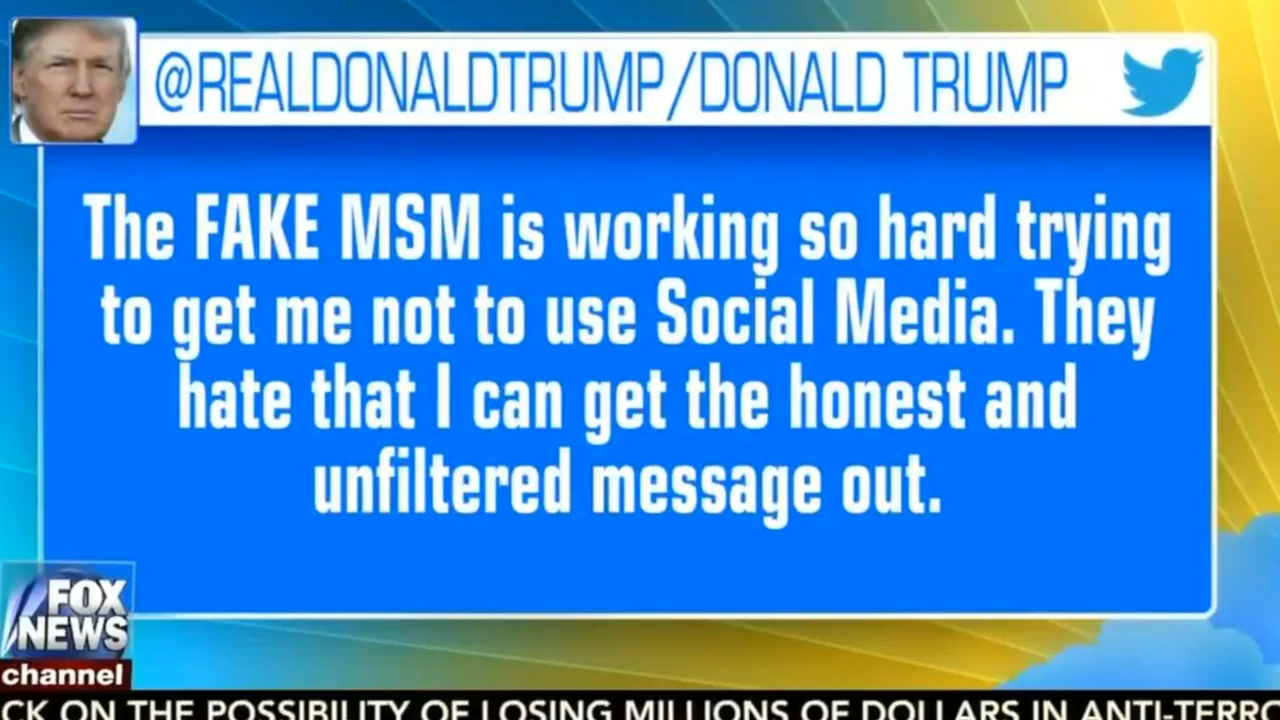 @REALDONALDTRUMP/DONALD TRUMP
The FAKE MSM is working so hard trying
to get me not to use Social Media. They
hate that I can get the honest and
unfiltered message out.
FOX
NEWS
channel
CK ON THE POSSIBILITY OF LOSING MILLIONS OF DOLLARS IN ANTI-TERRO